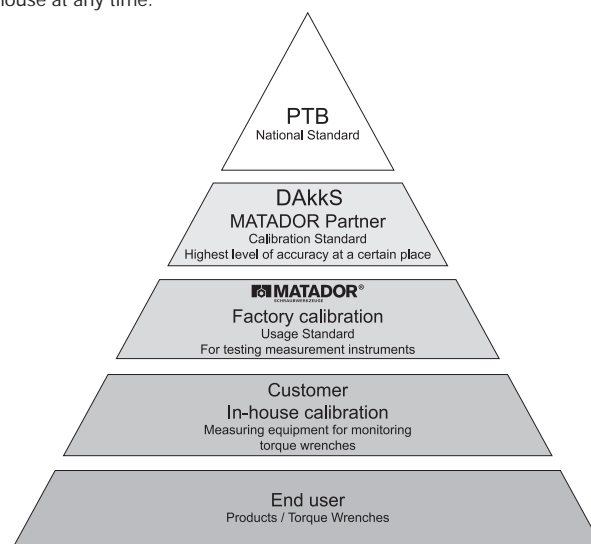 house at any time.
PTB
National Standard
DAkkS
MATADOR Partner
Calibration Standard
Highest level of accuracy at a certain place
MATADOR®
SCHRAUBWERKZEUGE
Factory calibration
Usage Standard
For testing measurement instruments
Customer
In-house calibration
Measuring equipment for monitoring
torque wrenches
End user
Products / Torque Wrenches